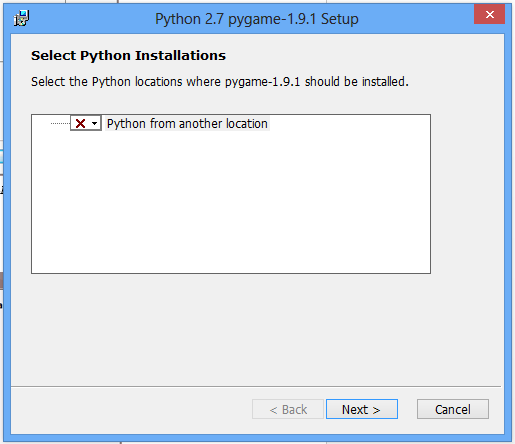 Python 2.7 pygame-1.9.1 Setup
Select Python Installations
Select the Python locations where pygame-1.9.1 should be installed.
Python from another location
< Back Next > Cancel